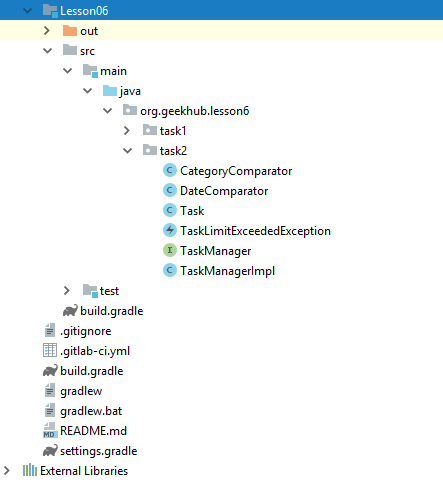 Lesson06
out
src
main
java
org.geekhub.lesson6
task1
task2
CategoryComparator
DateComparator
Task
TaskLimitExceededException
TaskManager
TaskManagerImpl
test
build.gradle
.gitignore
.gitlab-ci.yml
build.gradle
gradlew
gradlew.bat
README.md
settings.gradle
External Libraries